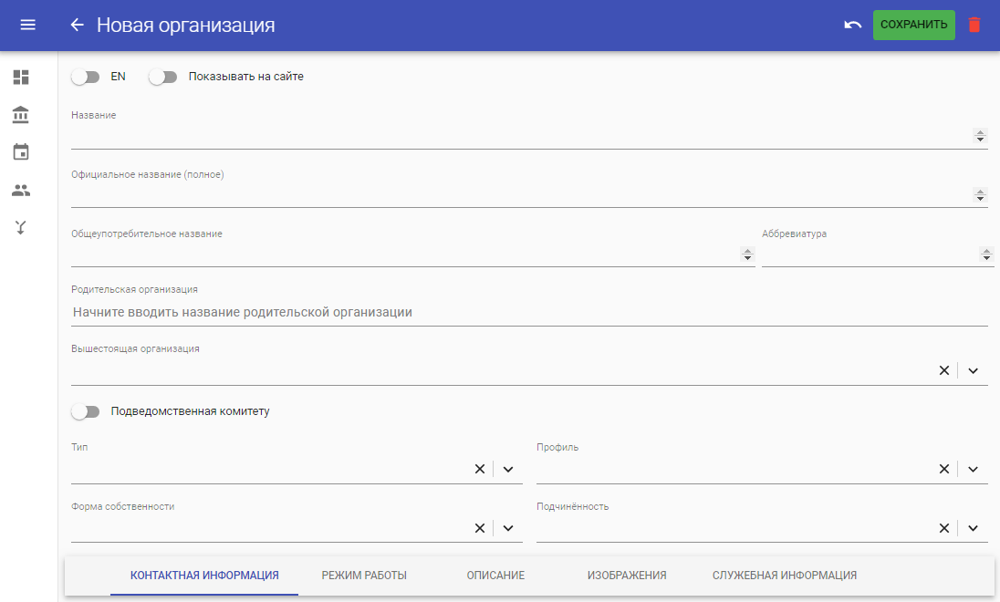 Новая организация
СОХРАНИТЬ
EN Показывать на сайте
Название
Официальное название (полное)
Общеупотребительное название Аббревиатура
Родительская организация
Начните вводить название родительской организации
Вышестоящая организация
Подведомственная комитету
Тип Профиль
Форма собственности Подчинённость
КОНТАКТНАЯ ИНФОРМАЦИЯ РЕЖИМ РАБОТЫ ОПИСАНИЕ ИЗОБРАЖЕНИЯ СЛУЖЕБНАЯ ИНФОРМАЦИЯ